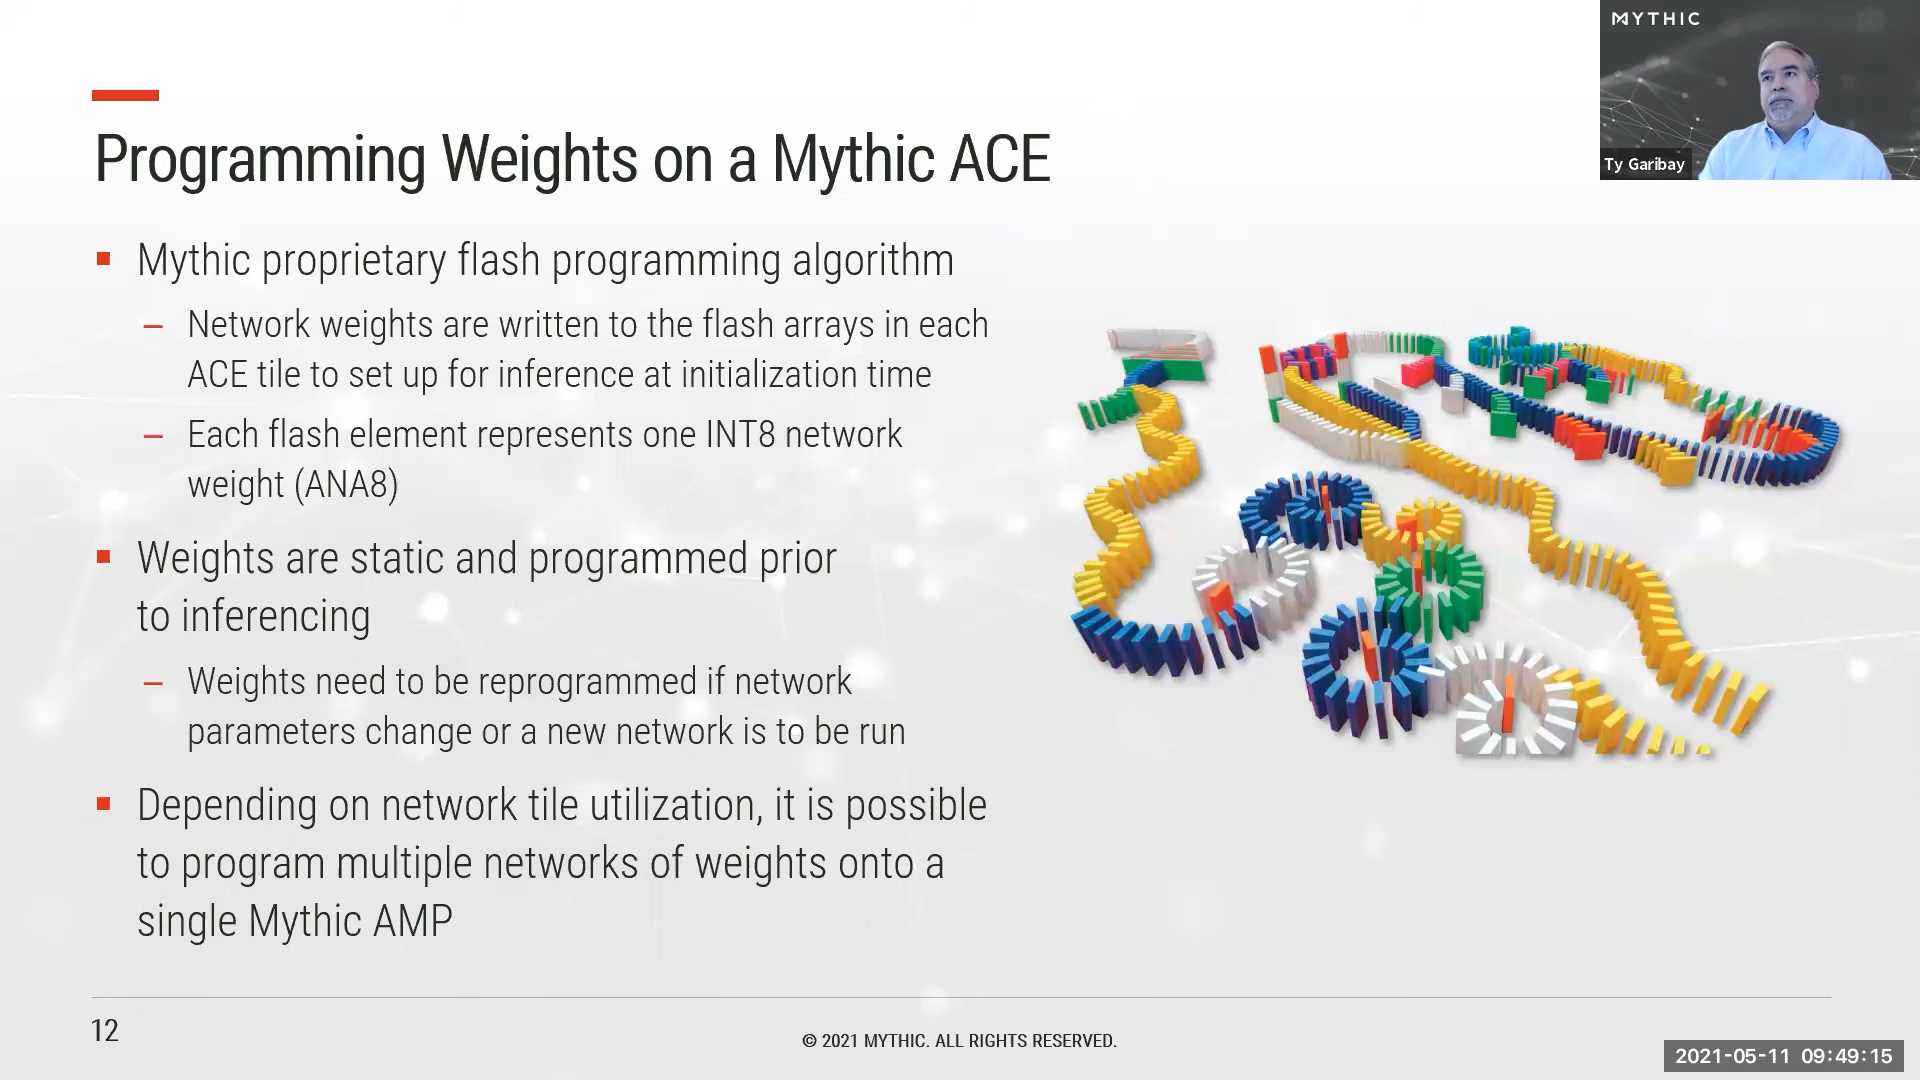 MYTHIC
Ty Garibay
Programming Weights on a Mythic ACE
Mythic proprietary flash programming algorithm
– Network weights are written to the flash arrays in each
ACE tile to set up for inference at initialization time
– Each flash element represents one INT8 network
weight (ANA8)
Weights are static and programmed prior
to inferencing
– Weights need to be reprogrammed if network
parameters change or a new network is to be run
Depending on network tile utilization, it is possible
to program multiple networks of weights onto a
single Mythic AMP
12
© 2021 MYTHIC. ALL RIGHTS RESERVED.
2021-05-11 09:49:15